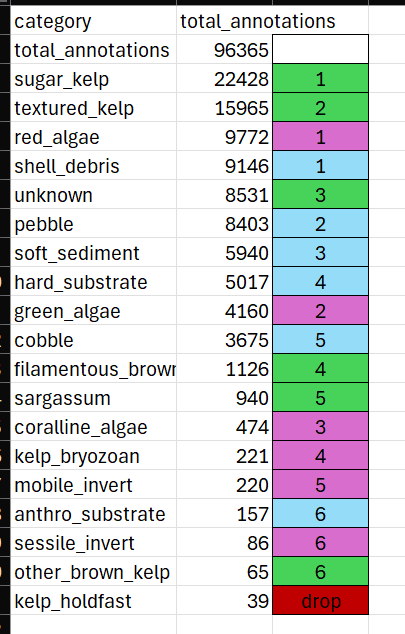 category total_annotations
total_annotations 96365
sugar_kelp 22428 1
textured_kelp 15965 2
red_algae 9772 1
shell_debris 9146 1
unknown 8531 3
pebble 8403 2
soft_sediment 5940 3
hard_substrate 5017 4
green_algae 4160 2
cobble 3675 5
filamentous_brown 1126 4
sargassum 940 5
coralline_algae 474 3
kelp_bryozoan 221 4
mobile_invert 220 5
anthro_substrate 157 6
sessile_invert 86 6
other_brown_kelp 65 6
kelp_holdfast 39 drop